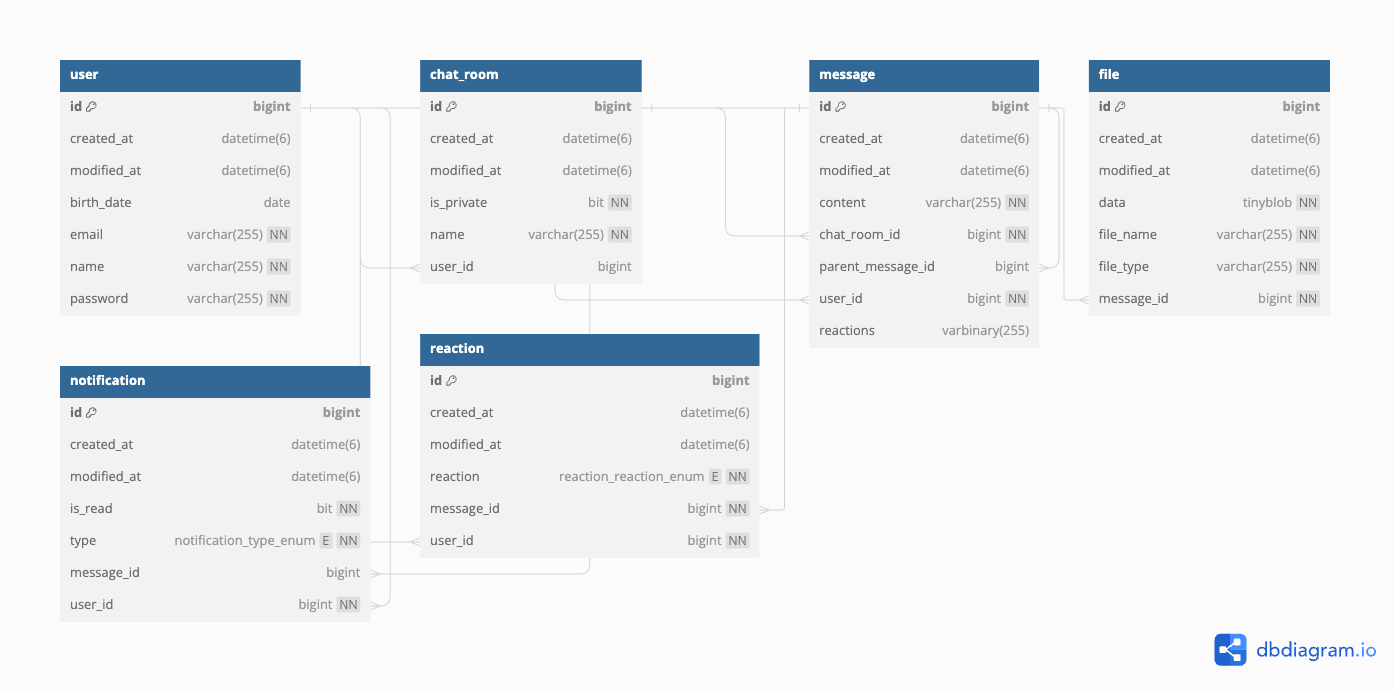 user
id bigint
created_at datetime(6)
modified_at datetime(6)
birth_date date
email varchar(255) NN
name varchar(255) NN
password varchar(255) NN
chat_room
id bigint
created_at datetime(6)
modified_at datetime(6)
is_private bit NN
name varchar(255) NN
user_id bigint
message
id bigint
created_at datetime(6)
modified_at datetime(6)
content varchar(255) NN
chat_room_id bigint NN
parent_message_id bigint
user_id bigint NN
reactions varbinary(255)
file
id bigint
created_at datetime(6)
modified_at datetime(6)
data tinyblob NN
file_name varchar(255) NN
file_type varchar(255) NN
message_id bigint NN
notification
id bigint
created_at datetime(6)
modified_at datetime(6)
is_read bit NN
type notification_type_enum E NN
message_id bigint
user_id bigint NN
reaction
id bigint
created_at datetime(6)
modified_at datetime(6)
reaction reaction_reaction_enum E NN
message_id bigint NN
user_id bigint NN
dbdiagram.io